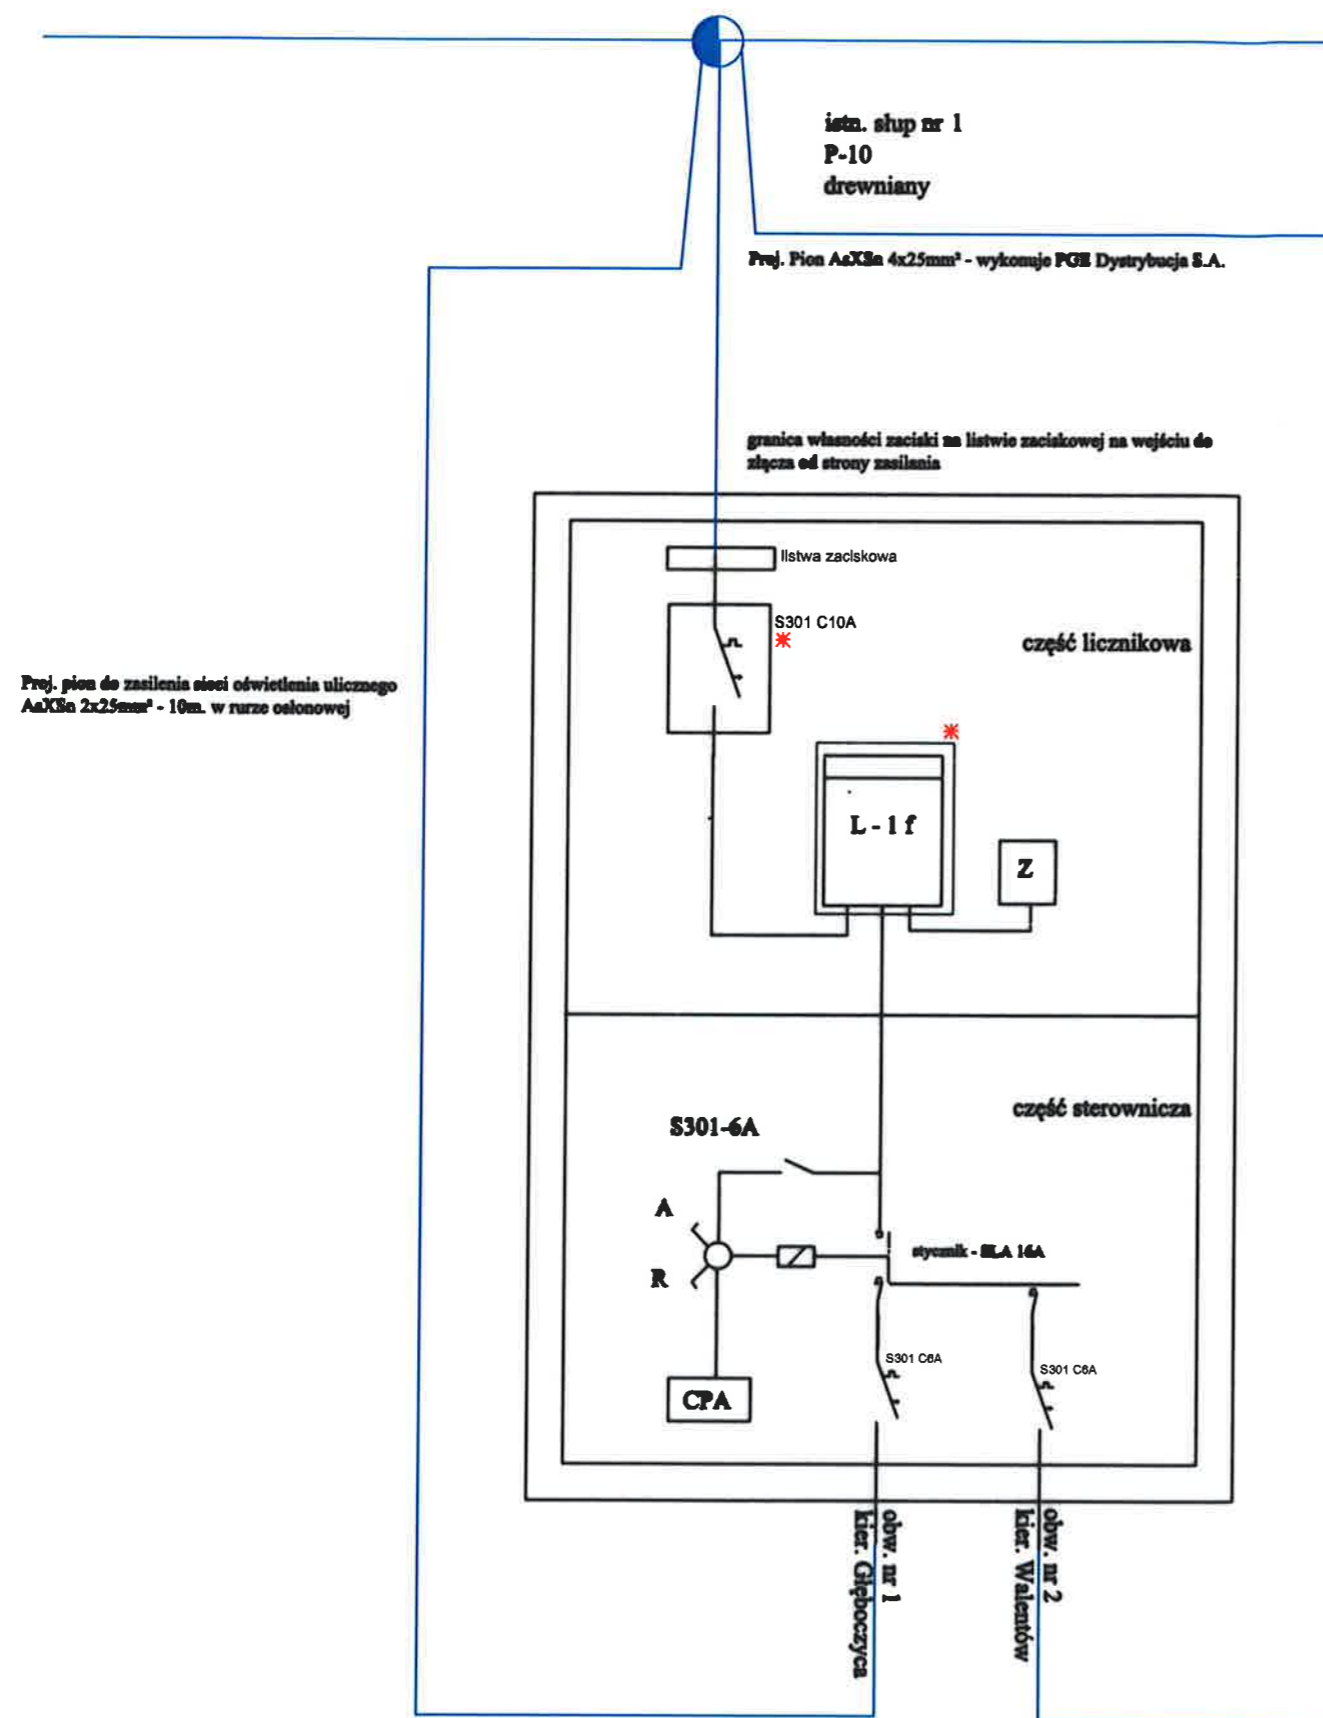 istn. słup nr 1
P-10
drewniany
Proj. Pion AsXSn 4x25mm² - wykonuje PGE Dystrybucja S.A.
granica własności zaciski na listwie zaciskowej na wejściu do
złącza od strony zasilania
listwa zaciskowa
S301 C10A
część licznikowa
Proj. pion do zasilenia sieci oświetlenia ulicznego
AsXSn 2x25mm² - 10m. w rurze osłonowej
L - 1 f
Z
część sterownicza
S301-6A
A
stycznik - SLA 16A
R
S301 C6A
S301 C6A
CPA
obw. nr 1
kier. Głęboczyca
obw. nr 2
kier. Walentów